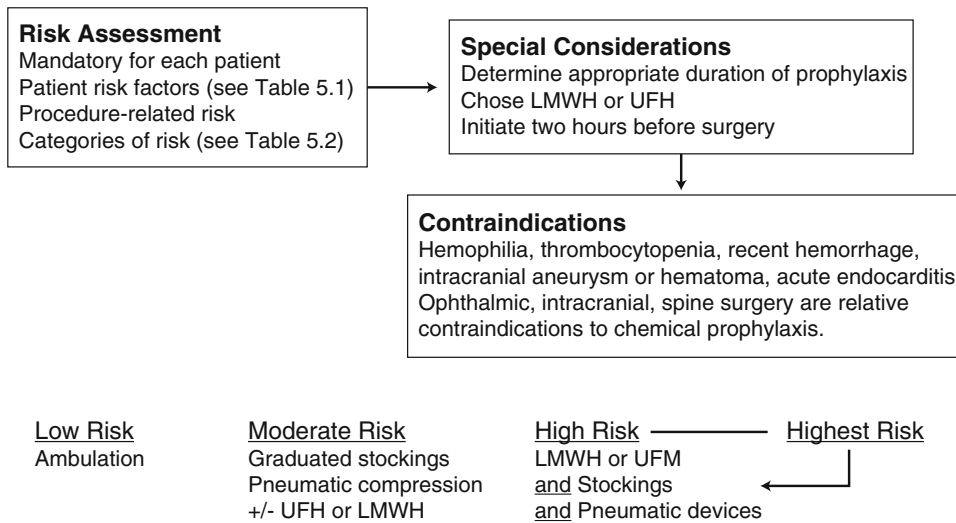 Risk Assessment
Mandatory for each patient
Patient risk factors (see Table 5.1)
Procedure-related risk
Categories of risk (see Table 5.2)
Special Considerations
Determine appropriate duration of prophylaxis
Chose LMWH or UFH
Initiate two hours before surgery
Contraindications
Hemophilia, thrombocytopenia, recent hemorrhage,
intracranial aneurysm or hematoma, acute endocarditis
Ophthalmic, intracranial, spine surgery are relative
contraindications to chemical prophylaxis.
Low Risk
Ambulation
Moderate Risk
Graduated stockings
Pneumatic compression
+/- UFH or LMWH
High Risk
LMWH or UFM
and Stockings
and Pneumatic devices
Highest Risk